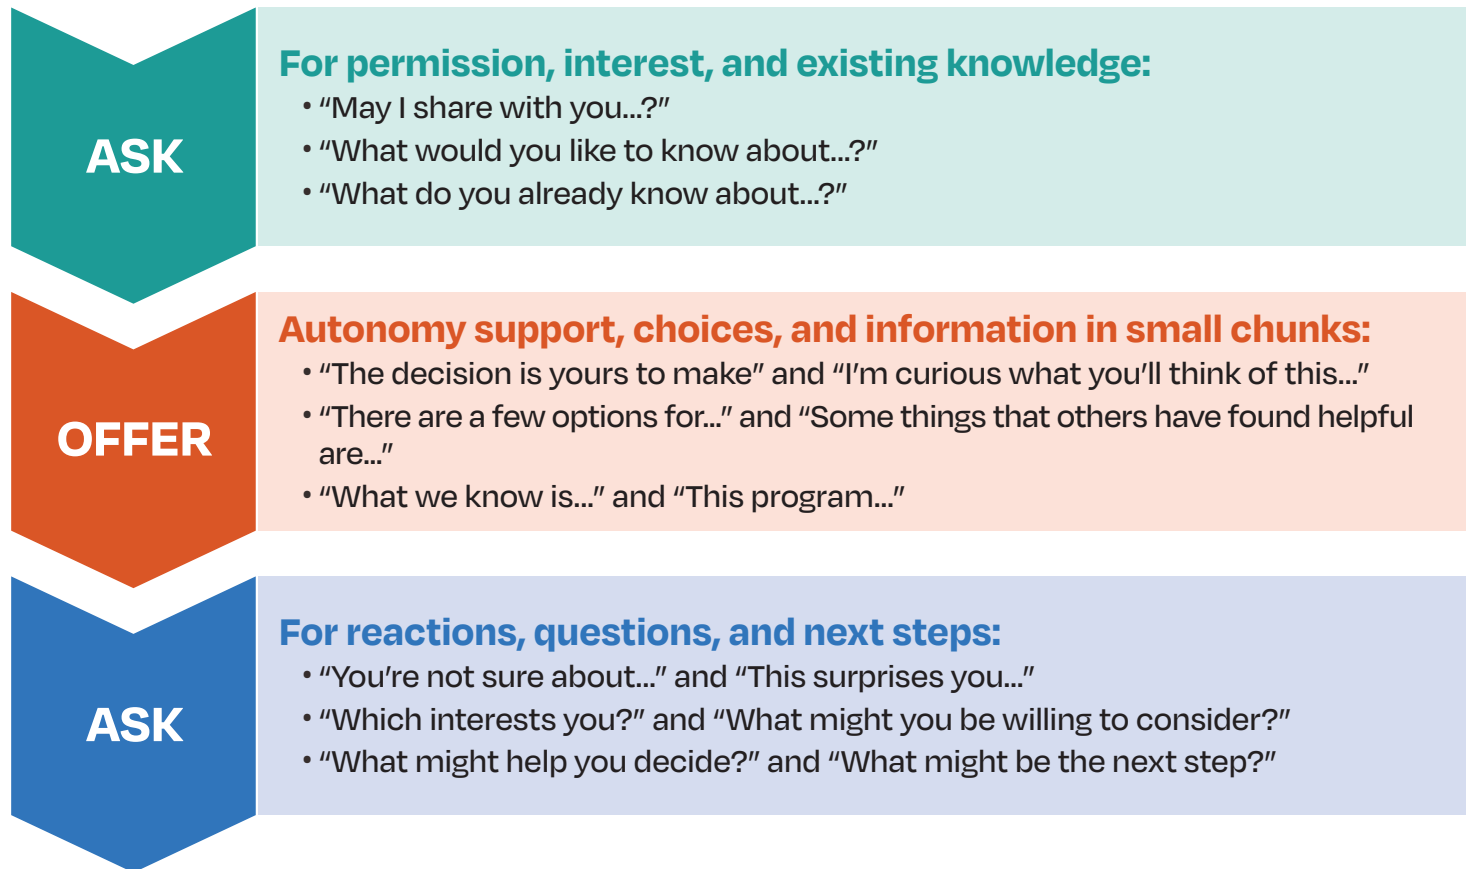 ASK
For permission, interest, and existing knowledge:
• “May I share with you...?”
• “What would you like to know about...?”
• “What do you already know about...?”
OFFER
Autonomy support, choices, and information in small chunks:
• “The decision is yours to make” and “I’m curious what you’ll think of this...”
• “There are a few options for...” and “Some things that others have found helpful
are...”
• “What we know is...” and “This program...”
ASK
For reactions, questions, and next steps:
• “You’re not sure about...” and “This surprises you...”
• “Which interests you?” and “What might you be willing to consider?”
• “What might help you decide?” and “What might be the next step?”